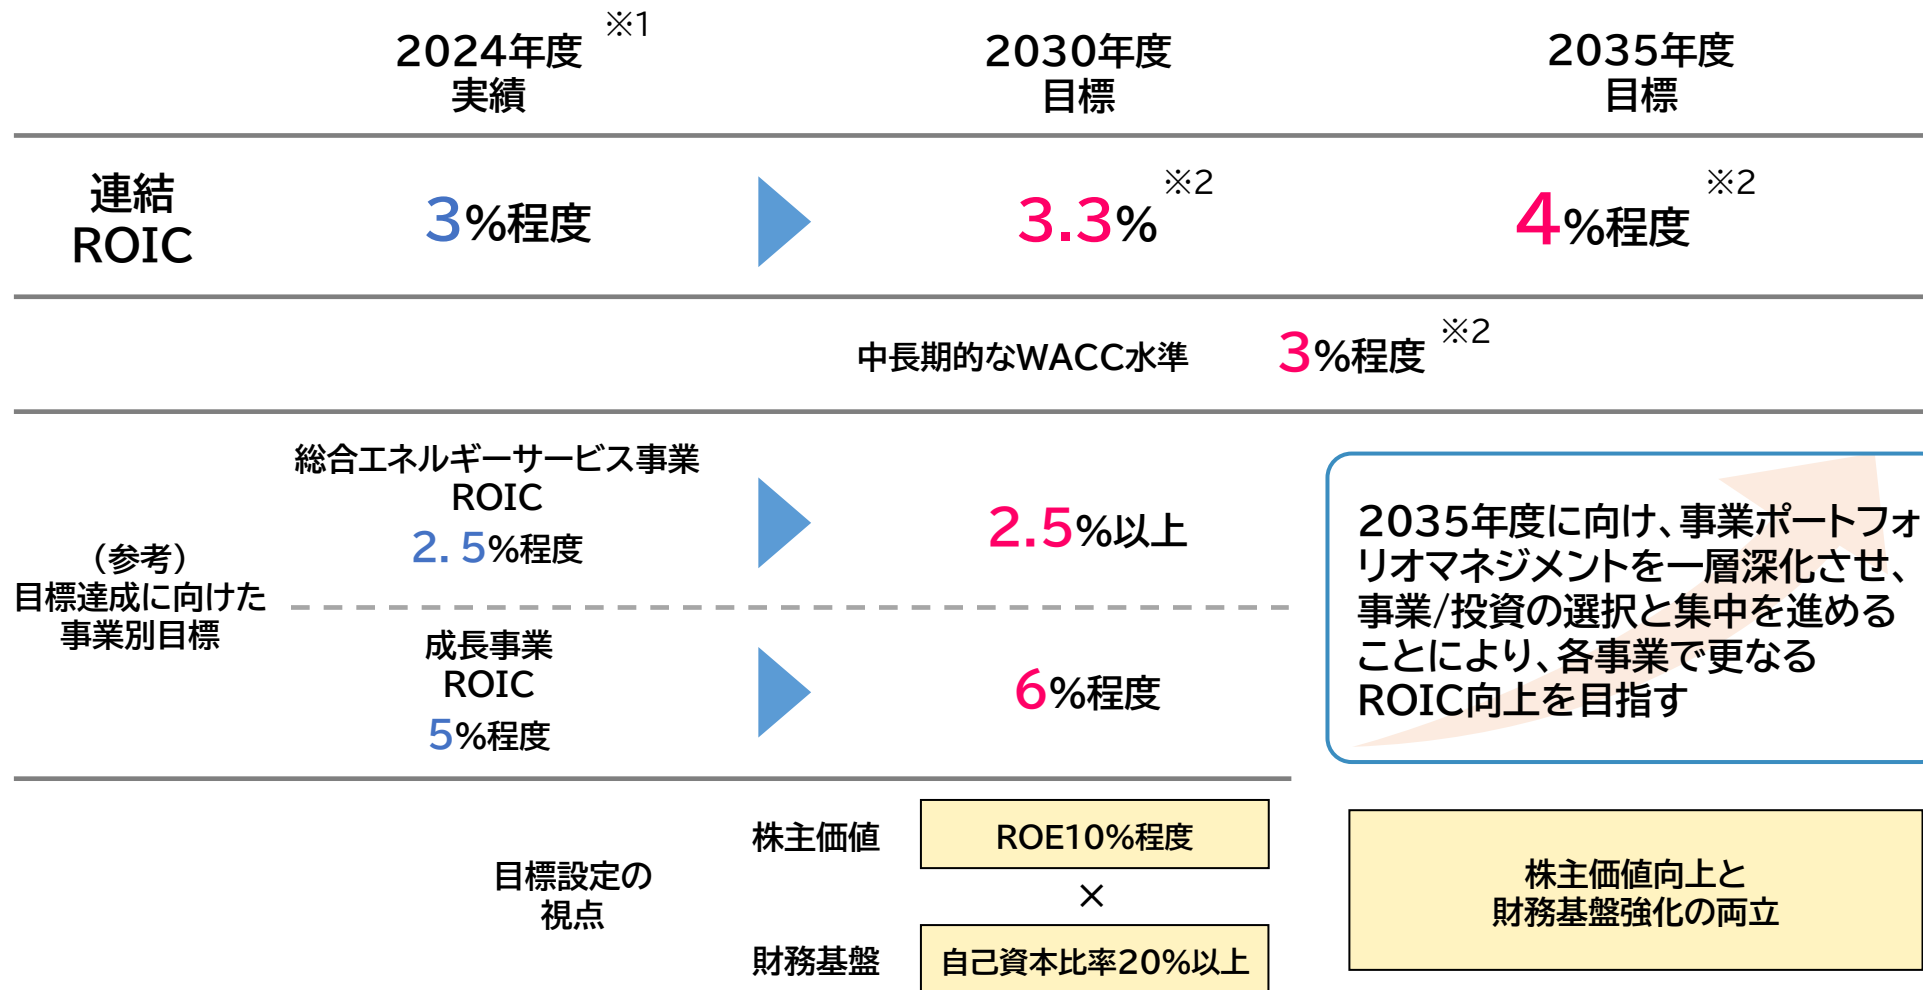 2024年度 ※1
実績
2030年度
目標
2035年度
目標
連結
ROIC
3%程度
3.3% ※2
4%程度 ※2
中長期的なWACC水準 3%程度 ※2
(参考)
目標達成に向けた
事業別目標
総合エネルギーサービス事業
ROIC
2.5%程度
2.5%以上
成長事業
ROIC
5%程度
6%程度
2035年度に向け、事業ポートフォ
リオマネジメントを一層深化させ、
事業/投資の選択と集中を進める
ことにより、各事業で更なる
ROIC向上を目指す
目標設定の
視点
株主価値
ROE10%程度
×
財務基盤
自己資本比率20%以上
株主価値向上と
財務基盤強化の両立